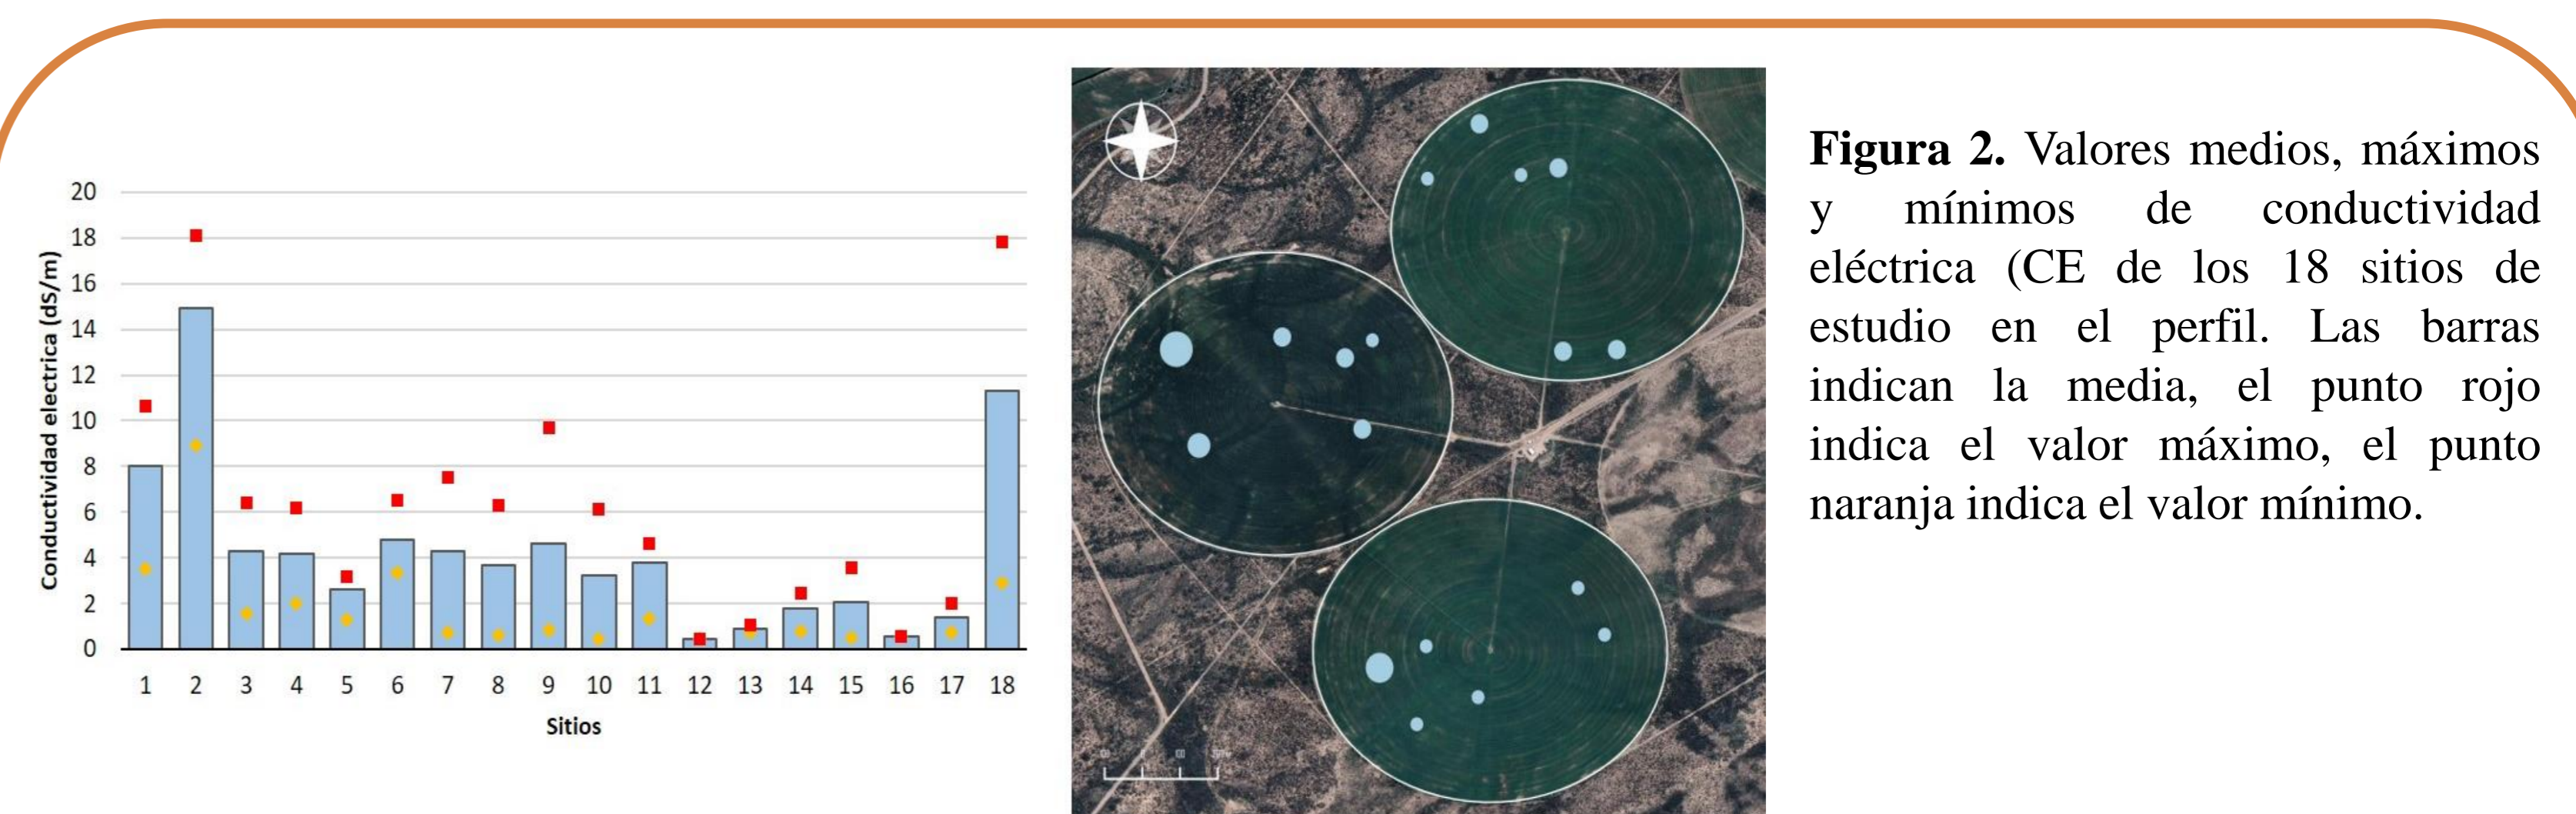 20
18
16
14
12
10
8
6
4
2
0
Conductividad electrica (dS/m)
1 2 3 4 5 6 7 8 9 10 11 12 13 14 15 16 17 18
Sitios
Figura 2. Valores medios, máximos
y mínimos de conductividad
eléctrica (CE de los 18 sitios de
estudio en el perfil. Las barras
indican la media, el punto rojo
indica el valor máximo, el punto
naranja indica el valor mínimo.